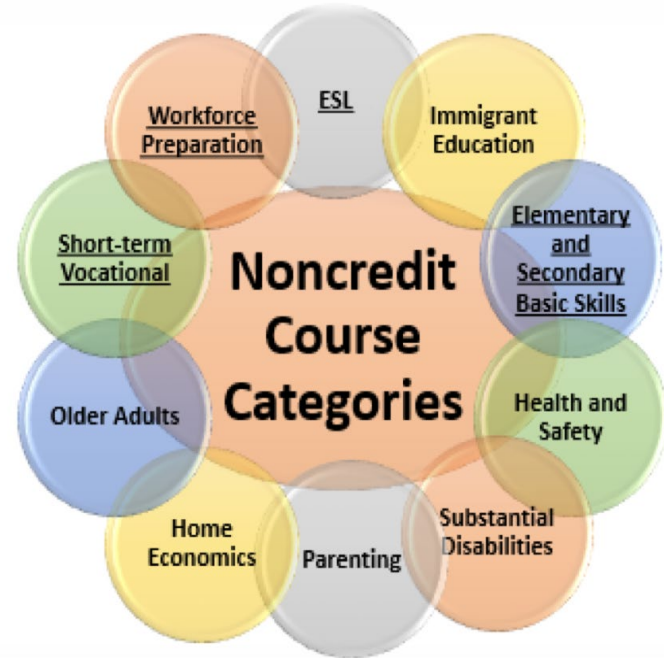 Noncredit
Course
Categories
ESL
Immigrant
Education
Elementary
and
Secondary
Basic Skills
Health and
Safety
Substantial
Disabilities
Parenting
Home
Economics
Older Adults
Short-term
Vocational
Workforce
Preparation